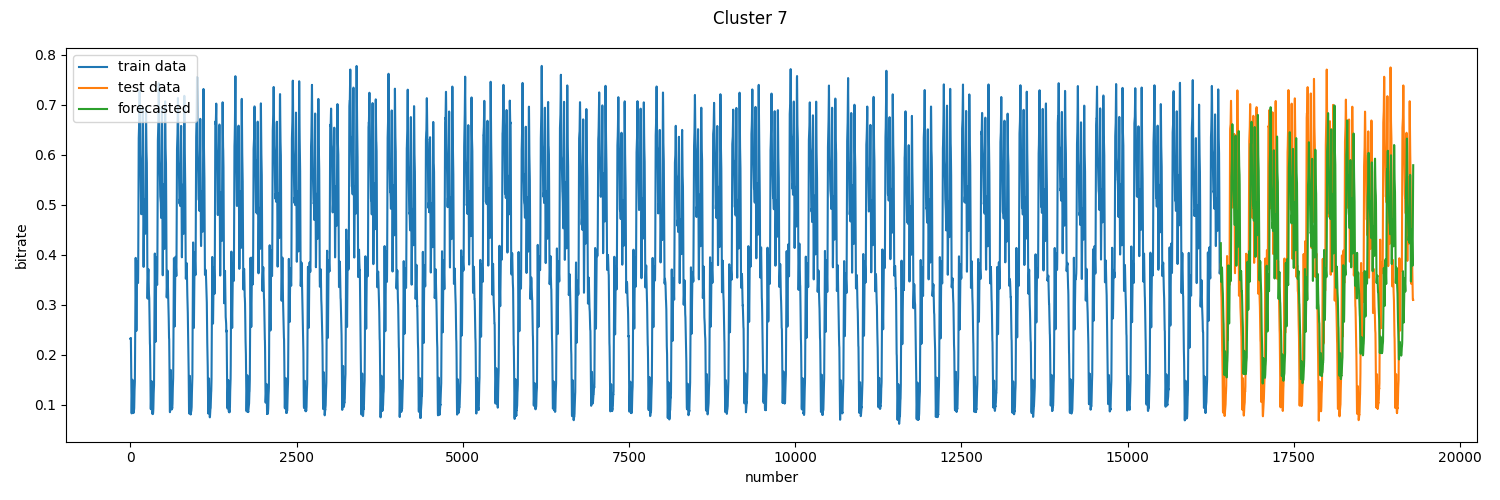 Cluster 7
train data
test data
forecasted
bitrate
0.8
0.7
0.6
0.5
0.4
0.3
0.2
0.1
0 2500 5000 7500 10000 12500 15000 17500 20000
number